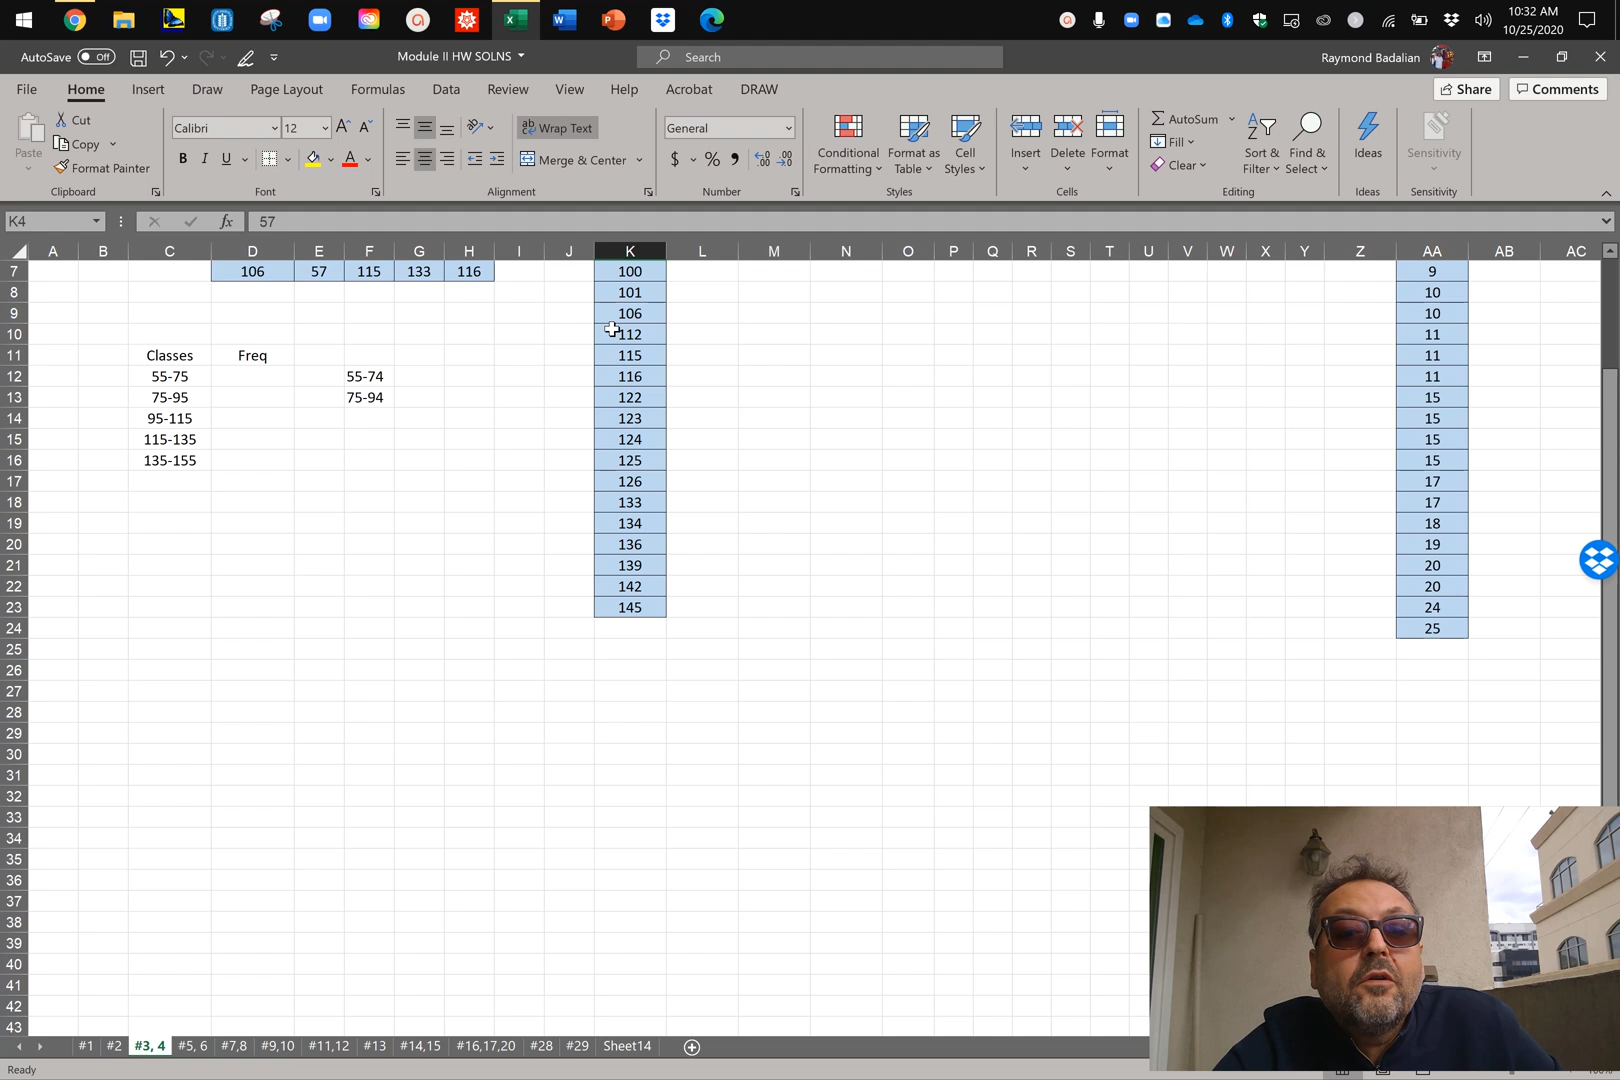 10:32 AM
10/25/2020
AutoSave Off
Module II HW SOLNS
Search
Raymond Badalian
File Home Insert Draw Page Layout Formulas Data Review View Help Acrobat DRAW
Share
Comments
Paste
Cut
Copy
Format Painter
Clipboard
Calibri
12
Font
Wrap Text
Merge & Center
Alignment
General
Number
Conditional Formatting
Format as Table
Cell Styles
Styles
Insert
Delete
Format
Cells
AutoSum
Fill
Clear
Sort & Filter
Find & Select
Editing
Ideas
Ideas
Sensitivity
Sensitivity
K4
fx
57
A B C D E F G H I J K L M N O P Q R S T U V W X Y Z AA AB AC
7 106 57 115 133 116 100 9
8 101 10
9 106 10
10 112 11
11 Classes Freq 115 11
12 55-75 55-74 116 11
13 75-95 75-94 122 15
14 95-115 123 15
15 115-135 124 15
16 135-155 125 15
17 126 17
18 133 17
19 134 18
20 136 19
21 139 20
22 142 20
23 145 24
24 25
25
26
27
28
29
30
31
32
33
34
35
36
37
38
39
40
41
42
43
#1 #2 #3, 4 #5, 6 #7,8 #9,10 #11,12 #13 #14,15 #16,17,20 #28 #29 Sheet14
Ready